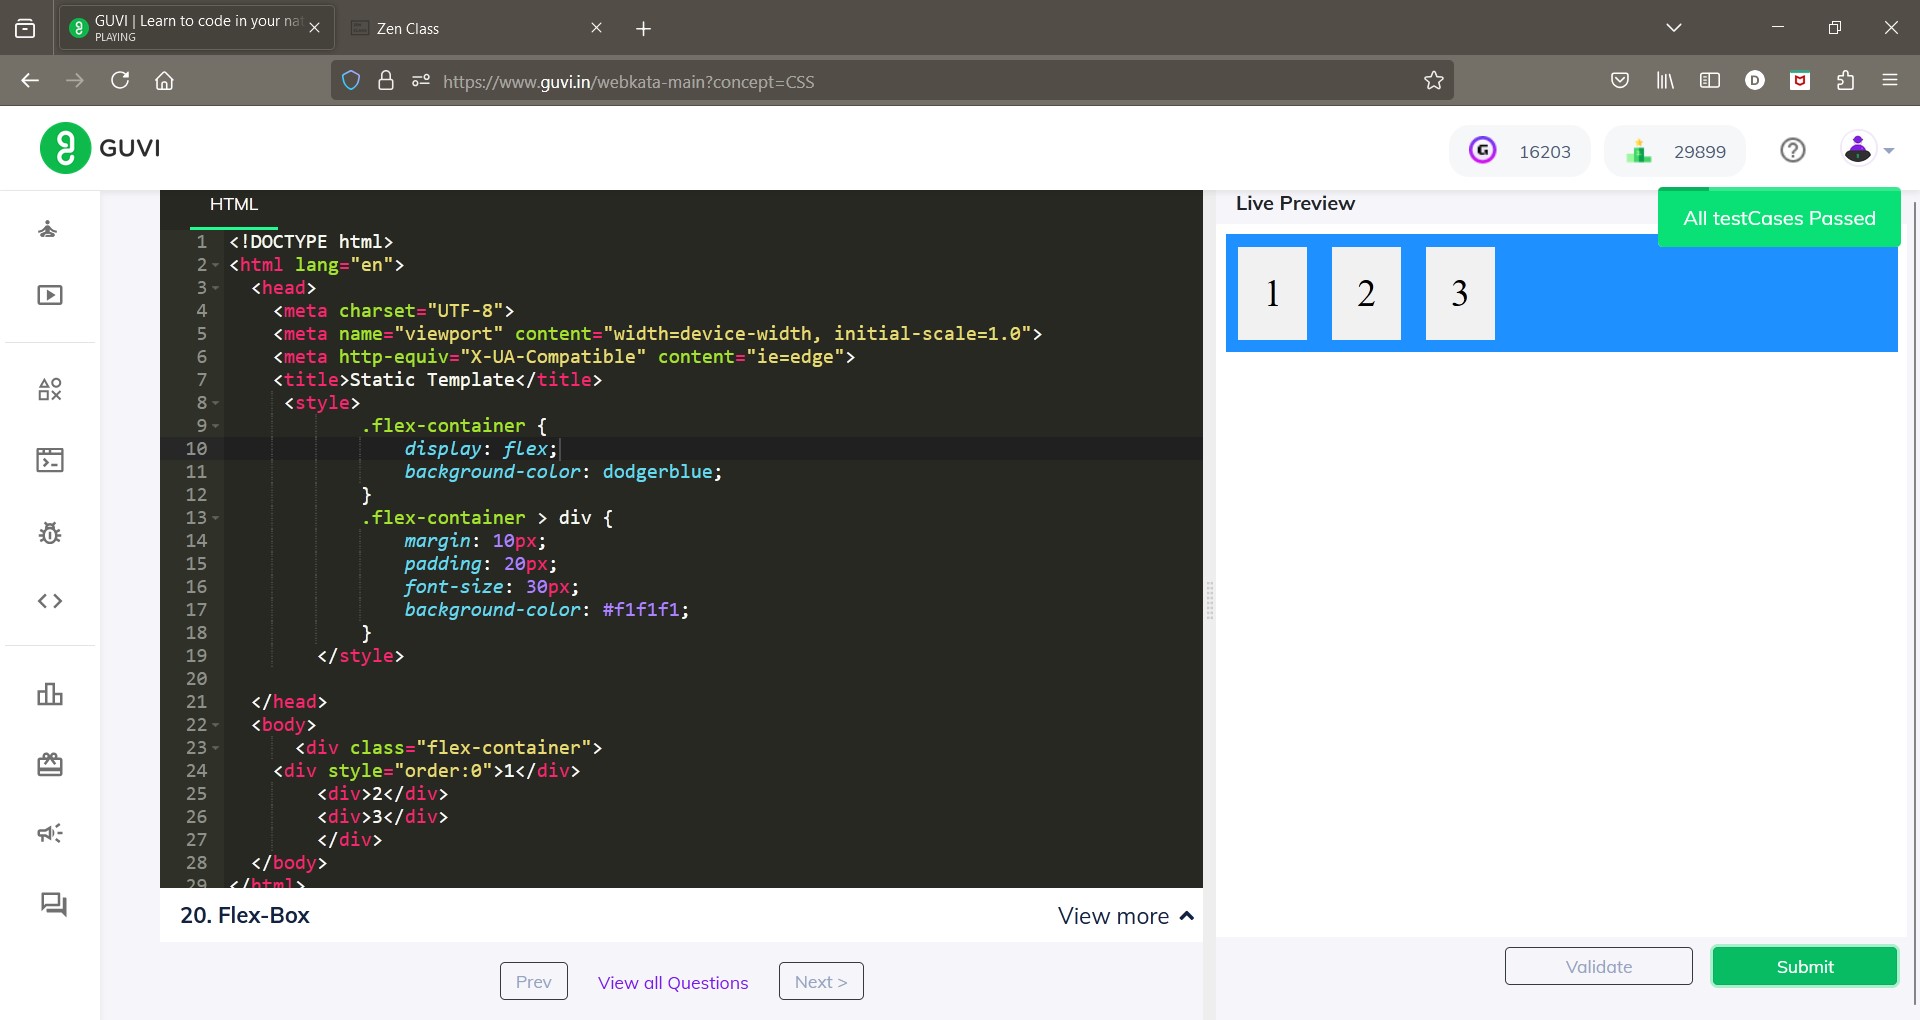 GUVI | Learn to code in your nat
PLAYING
Zen Class
https://www.guvi.in/webkata-main?concept=CSS
GUVI
16203
29899
HTML
Live Preview
All testCases Passed
1 <!DOCTYPE html>
2 <html lang="en">
3 <head>
4 <meta charset="UTF-8">
5 <meta name="viewport" content="width=device-width, initial-scale=1.0">
6 <meta http-equiv="X-UA-Compatible" content="ie=edge">
7 <title>Static Template</title>
8 <style>
9 .flex-container {
10 display: flex;
11 background-color: dodgerblue;
12 }
13 .flex-container > div {
14 margin: 10px;
15 padding: 20px;
16 font-size: 30px;
17 background-color: #f1f1f1;
18 }
19 </style>
20
21 </head>
22 <body>
23 <div class="flex-container">
24 <div style="order:0">1</div>
25 <div>2</div>
26 <div>3</div>
27 </div>
28 </body>
29 </html>
1 2 3
20. Flex-Box
View more
Prev
View all Questions
Next >
Validate
Submit